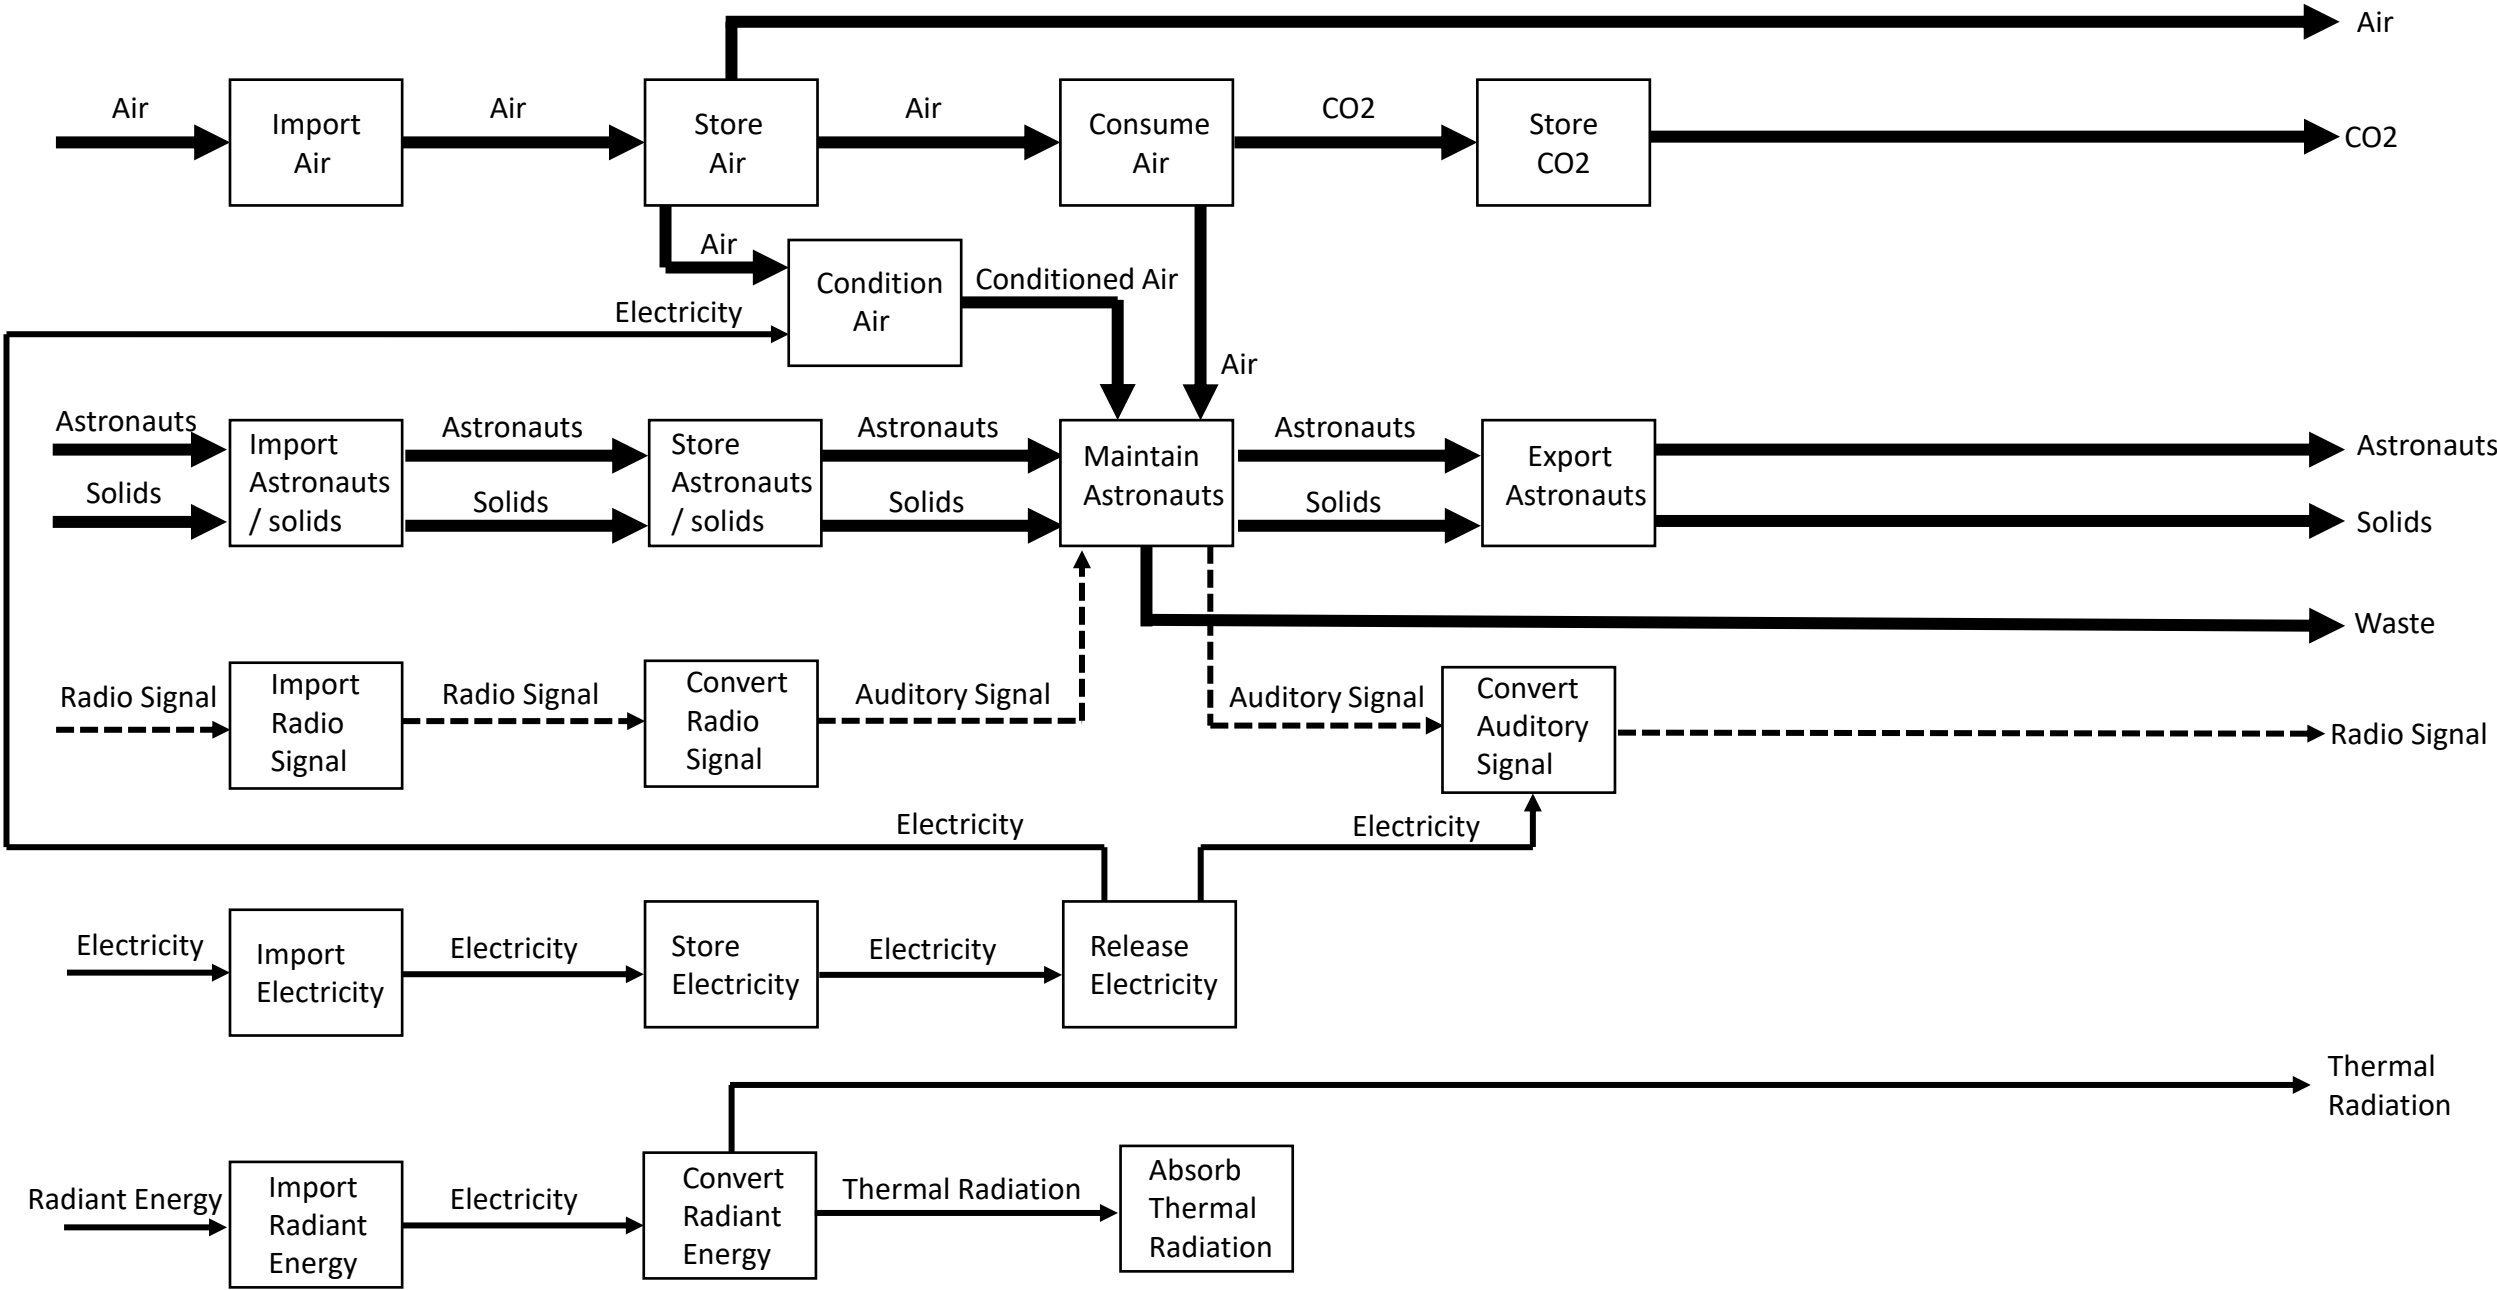 Air
Air
Air
Air
CO2
Import
Air
Store
Air
Consume
Air
Store
CO2
CO2
Air
Condition
Air
Conditioned Air
Electricity
Air
Astronauts
Solids
Import
Astronauts
/ solids
Astronauts
Solids
Store
Astronauts
/ solids
Astronauts
Solids
Maintain
Astronauts
Astronauts
Solids
Export
Astronauts
Astronauts
Solids
Waste
Radio Signal
Import
Radio
Signal
Radio Signal
Convert
Radio
Signal
Auditory Signal
Auditory Signal
Convert
Auditory
Signal
Radio Signal
Electricity
Electricity
Electricity
Import
Electricity
Electricity
Store
Electricity
Electricity
Release
Electricity
Thermal
Radiation
Radiant Energy
Import
Radiant
Energy
Electricity
Convert
Radiant
Energy
Thermal Radiation
Absorb
Thermal
Radiation